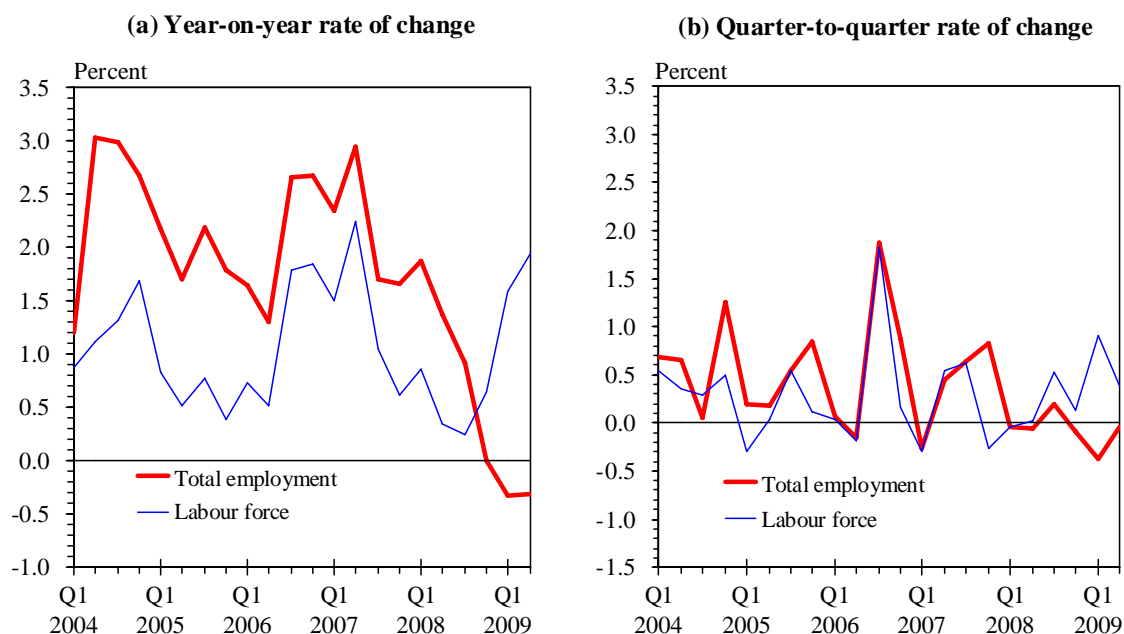 (a) Year-on-year rate of change
Percent
3.5
3.0
2.5
2.0
1.5
1.0
0.5
0.0
-0.5
-1.0
Total employment
Labour force
Q1 Q1 Q1 Q1 Q1 Q1
2004 2005 2006 2007 2008 2009
(b) Quarter-to-quarter rate of change
Percent
3.5
3.0
2.5
2.0
1.5
1.0
0.5
0.0
-0.5
-1.0
-1.5
Total employment
Labour force
Q1 Q1 Q1 Q1 Q1 Q1
2004 2005 2006 2007 2008 2009